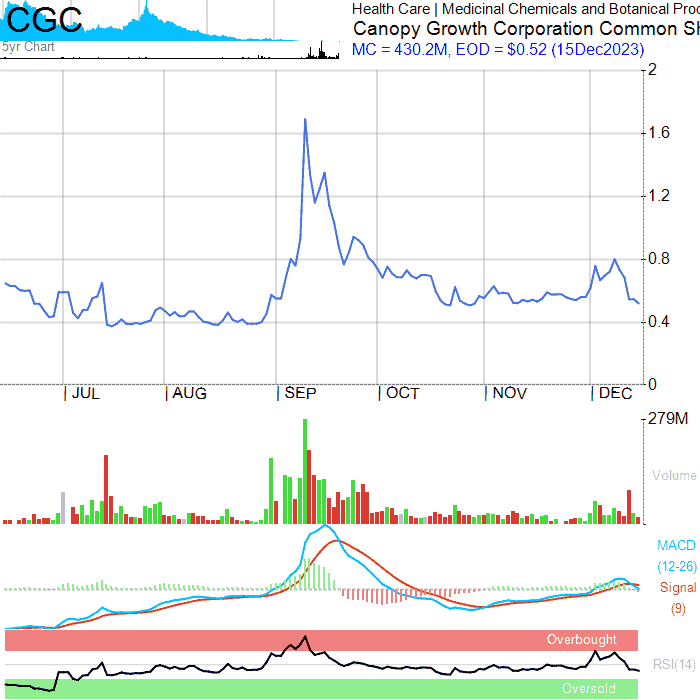 CGC
5yr Chart
Health Care | Medicinal Chemicals and Botanical Proc
Canopy Growth Corporation Common Sh
MC = 430.2M, EOD = $0.52 (15Dec2023)
2
1.6
1.2
0.8
0.4
0
JUL AUG SEP OCT NOV DEC
279M
Volume
MACD
(12-26)
Signal
(9)
Overbought
RSI(14)
Oversold